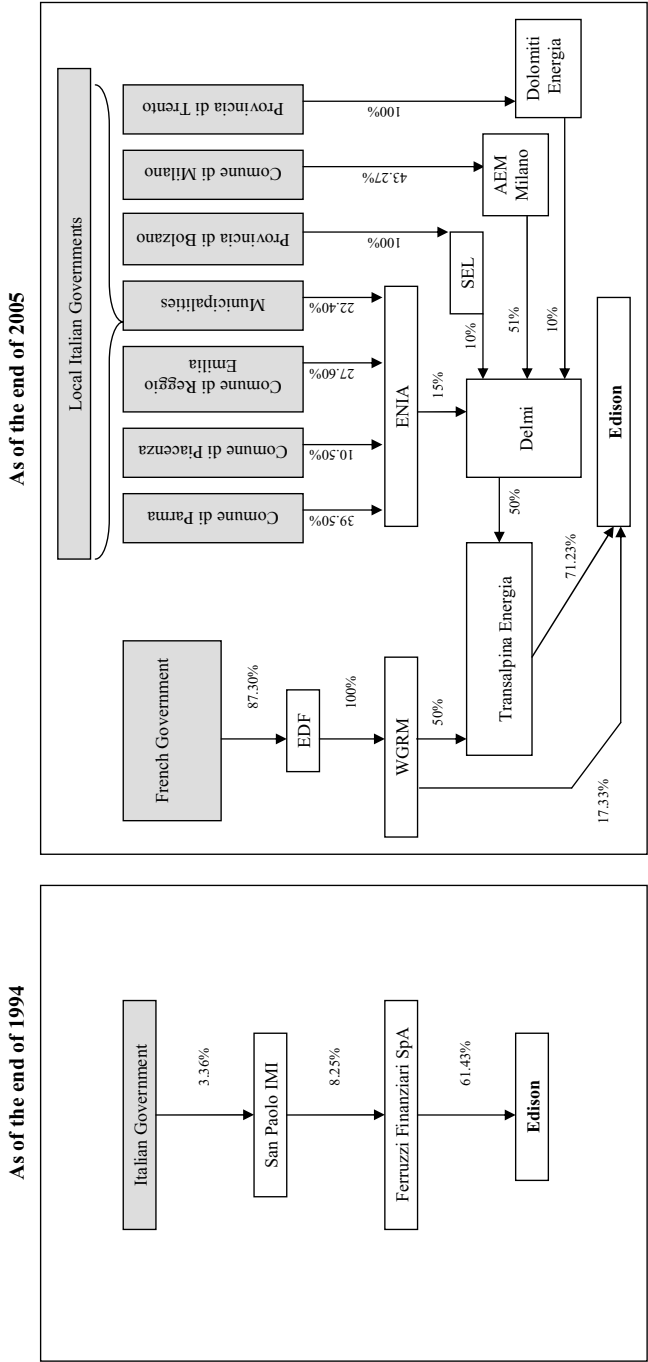 As of the end of 1994
Italian Government
3.36%
San Paolo IMI
8.25%
Ferruzzi Finanziari SpA
61.43%
Edison
As of the end of 2005
Local Italian Governments
French Government
Comune di Parma
Comune di Piacenza
Comune di Reggio
Emilia
Municipalities
Provincia di Bolzano
Comune di Milano
Provincia di Trento
87.30%
39.50%
10.50%
27.60%
22.40%
100%
43.27%
100%
EDF
100%
WGRM
ENIA
SEL
AEM
Milano
Dolomiti
Energia
50%
15%
10%
51%
10%
Transalpina Energia
50%
Delmi
17.33%
71.23%
Edison